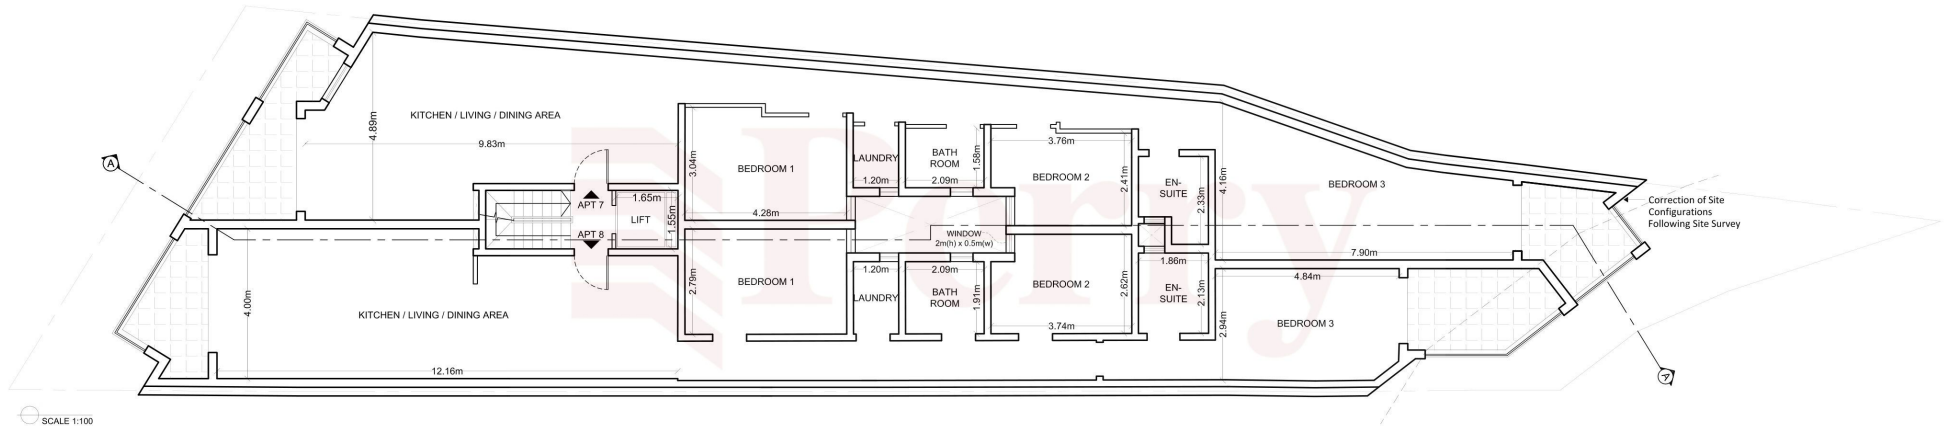 A
KITCHEN / LIVING / DINING AREA
4.89m
9.83m
3.04m
BEDROOM 1
4.28m
LAUNDRY
1.20m
BATH
ROOM
2.09m
1.58m
3.76m
BEDROOM 2
2.41m
EN-
SUITE
2.33m
4.16m
BEDROOM 3
7.90m
Correction of Site
Configurations
Following Site Survey
APT 7
APT 8
1.65m
LIFT
1.55m
WINDOW
2m(h) x 0.5m(w)
Perry
4.00m
KITCHEN / LIVING / DINING AREA
12.16m
2.79m
BEDROOM 1
1.20m
LAUNDRY
2.09m
BATH
ROOM
1.91m
BEDROOM 2
2.62m
3.74m
1.86m
EN-
SUITE
2.13m
4.84m
2.94m
BEDROOM 3
A
SCALE 1:100